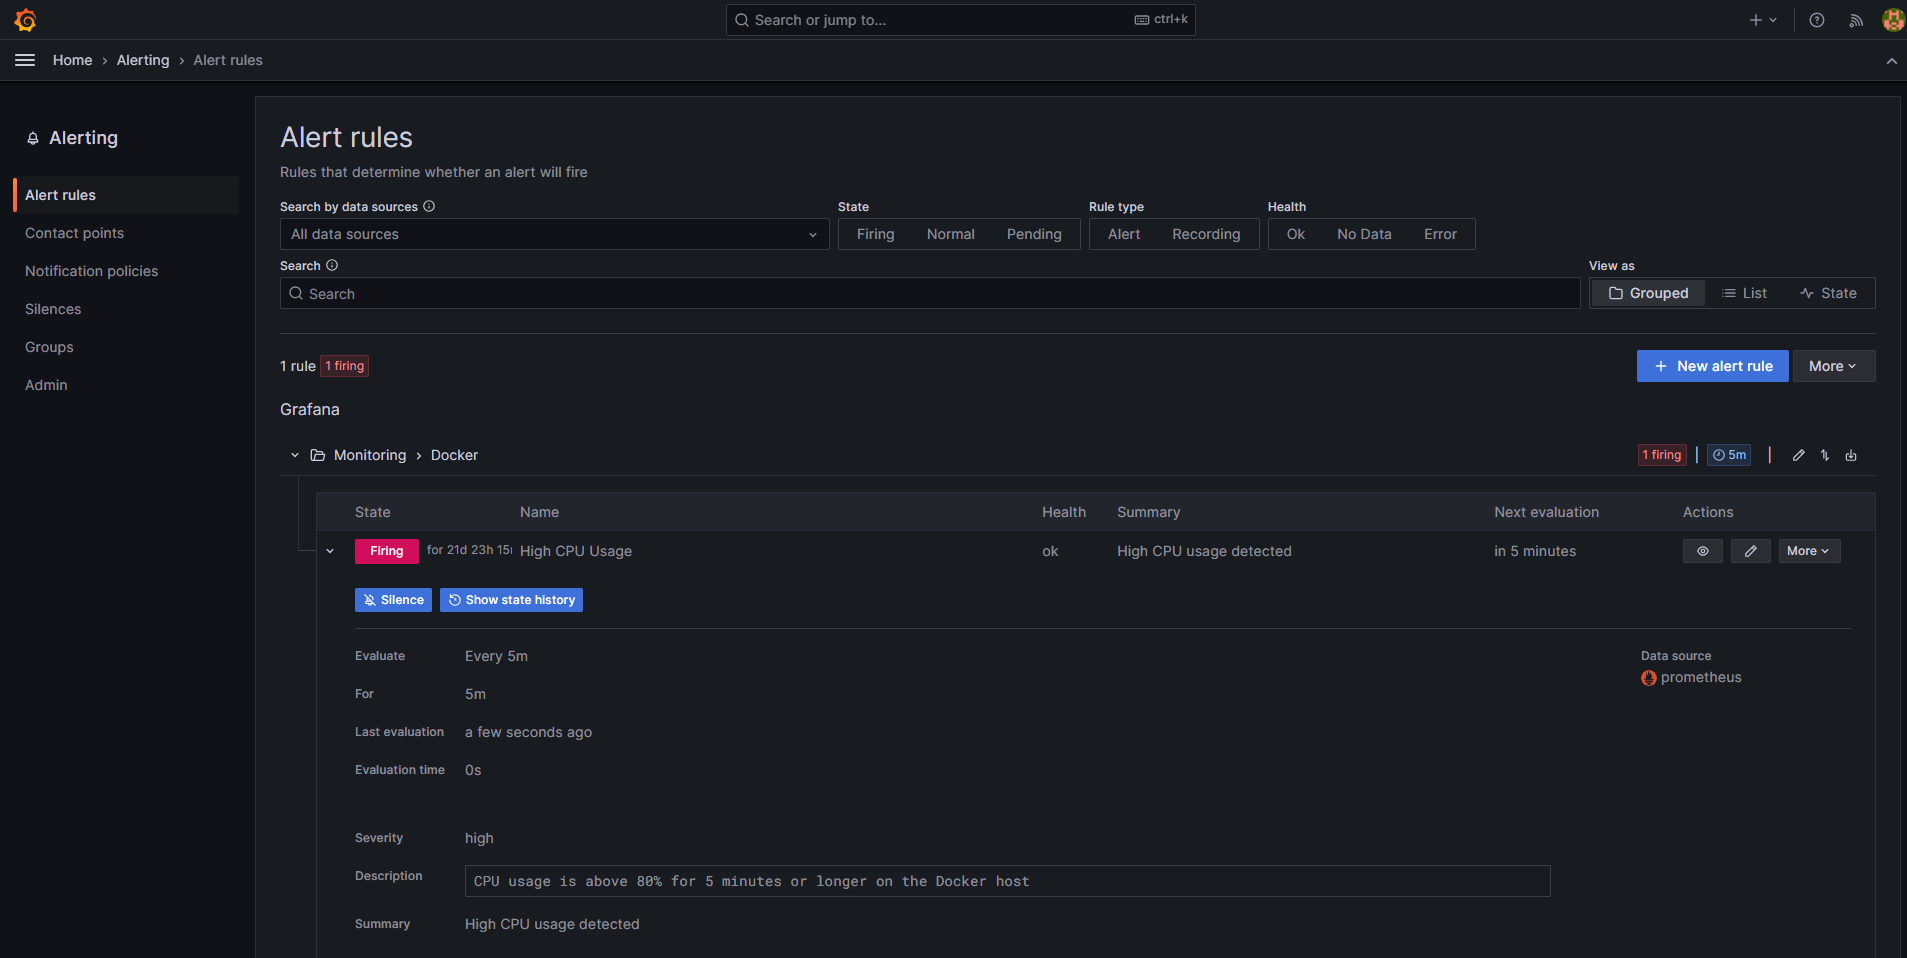 Search or jump to... ctrl+k
Home › Alerting › Alert rules
Alerting
Alert rules
Contact points
Notification policies
Silences
Groups
Admin
Alert rules
Rules that determine whether an alert will fire
Search by data sources State Rule type Health
All data sources Firing Normal Pending Alert Recording Ok No Data Error
Search View as
Search Grouped List State
1 rule 1 firing + New alert rule More
Grafana
Monitoring › Docker 1 firing | 5m |
State Name Health Summary Next evaluation Actions
Firing for 21d 23h High CPU Usage ok High CPU usage detected in 5 minutes More
Silence Show state history
Evaluate Every 5m Data source
prometheus
For 5m
Last evaluation a few seconds ago
Evaluation time 0s
Severity high
Description CPU usage is above 80% for 5 minutes or longer on the Docker host
Summary High CPU usage detected